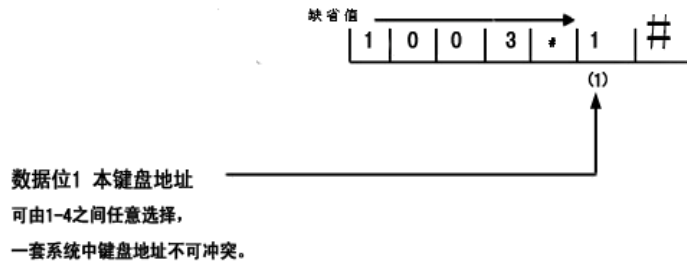 缺省值
1 0 0 3 * 1 #
(1)
数据位1 本键盘地址
可由1-4之间任意选择，
一套系统中键盘地址不可冲突。